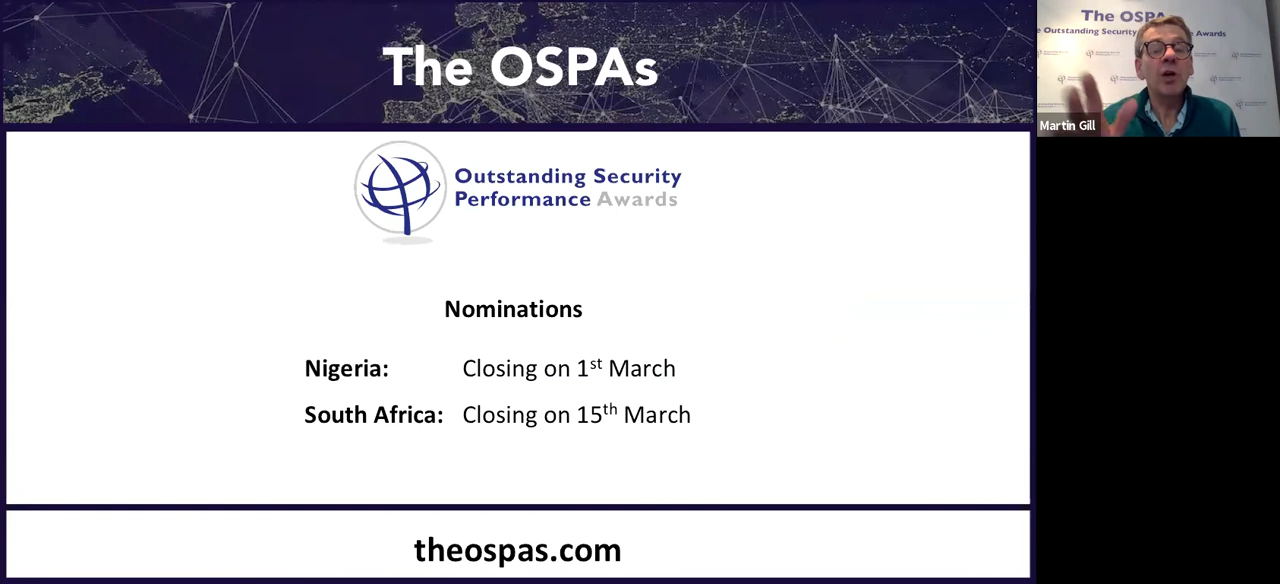 The OSPAs
Outstanding Security
Performance Awards
Nominations
Nigeria: Closing on 1st March
South Africa: Closing on 15th March
theospas.com
The OSPA
Outstanding Security Awards
Martin Gill